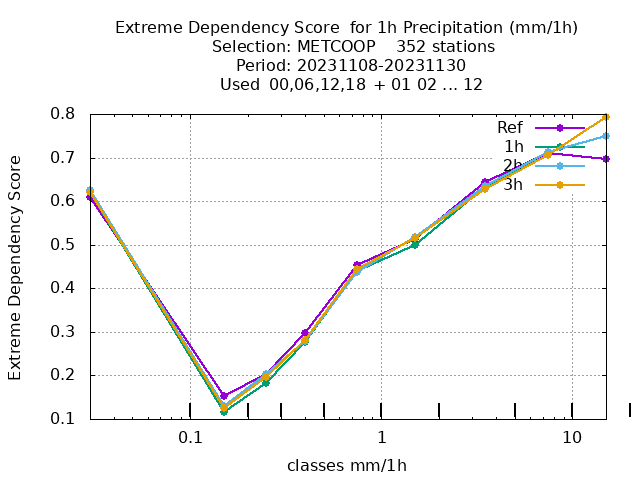 Extreme Dependency Score  for 1h Precipitation (mm/1h)
Selection: METCOOP    352 stations
Period: 20231108-20231130
Used  00,06,12,18  + 01 02 ... 12
Extreme Dependency Score
0.8
0.7
0.6
0.5
0.4
0.3
0.2
0.1
Ref
1h
2h
3h
0.1
1
10
classes mm/1h